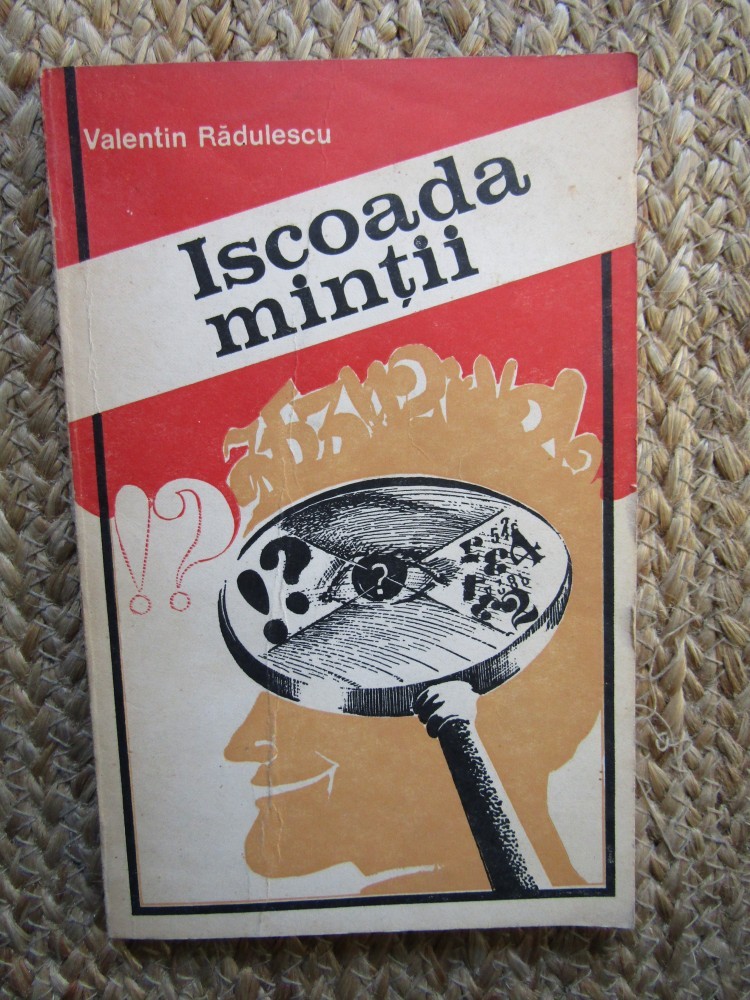 Valentin Rădulescu
Iscoada
minții
!?
!?
?